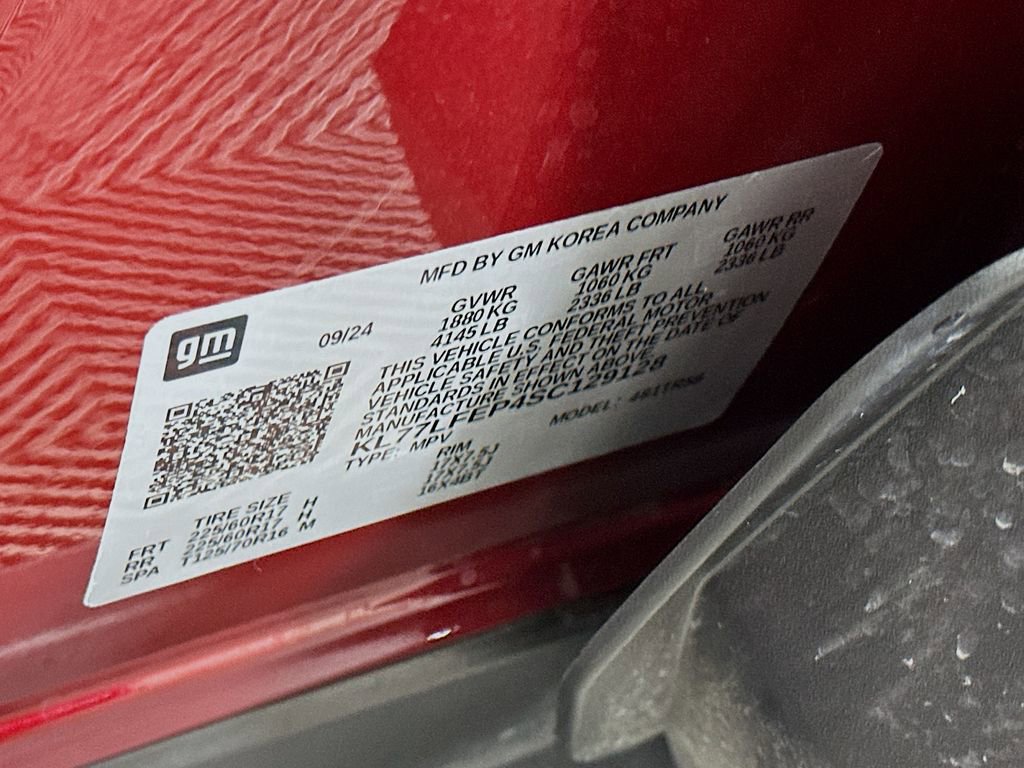 MFD BY GM KOREA COMPANY
gm
09/24
GVWR GAWR FRT GAWR RR
1880 KG 1060 KG 1060 KG
4145 LB 2336 LB 2336 LB
THIS VEHICLE CONFORMS TO ALL
APPLICABLE U.S. FEDERAL MOTOR
VEHICLE SAFETY AND THEFT PREVENTION
STANDARDS IN EFFECT ON THE DATE OF
MANUFACTURE SHOWN ABOVE.
KL77LFEP4SC129128
TYPE: MPV MODEL:
TIRE SIZE RIM
FRT 225/60R17 H
RR 225/60R17 H
SPA T125/70R16 M 16X4BT